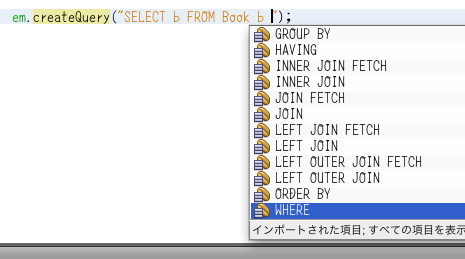 em.createQuery("SELECT b FROM Book b ");
GROUP BY
HAVING
INNER JOIN FETCH
INNER JOIN
JOIN FETCH
JOIN
LEFT JOIN FETCH
LEFT JOIN
LEFT OUTER JOIN FETCH
LEFT OUTER JOIN
ORDER BY
WHERE
インポートされた項目; すべての項目を表示